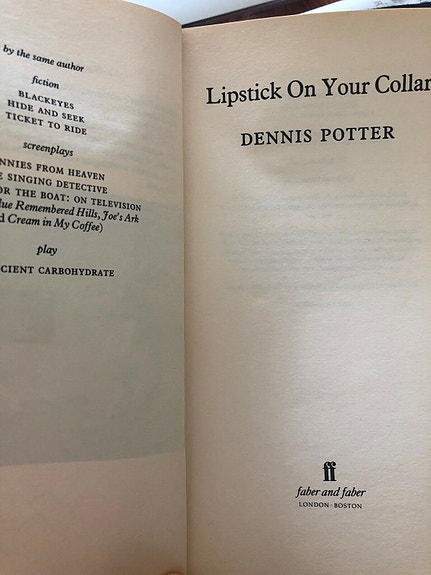 by the same author
fiction
BLACKEYES
HIDE AND SEEK
TICKET TO RIDE
screenplays
NNIES FROM HEAVEN
E SINGING DETECTIVE
OR THE BOAT: ON TELEVISION
lue Remembered Hills, Joe's Ark
d Cream in My Coffee)
play
CIENT CARBOHYDRATE
Lipstick On Your Collar
DENNIS POTTER
ff
faber and faber
LONDON · BOSTON